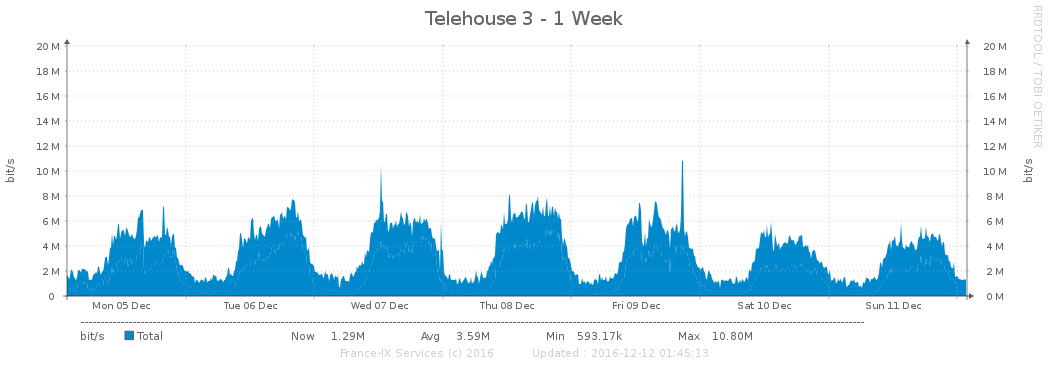 Telehouse 3 - 1 Week
RRDTOOL / TOBI OETIKER
bit/s
20 M 20 M
18 M 18 M
16 M 16 M
14 M 14 M
12 M 12 M
10 M 10 M
8 M 8 M
6 M 6 M
4 M 4 M
2 M 2 M
0 0 M
bit/s
Mon 05 Dec Tue 06 Dec Wed 07 Dec Thu 08 Dec Fri 09 Dec Sat 10 Dec Sun 11 Dec
bit/s Total Now 1.29M Avg 3.59M Min 593.17k Max 10.80M
France-IX Services (c) 2016 Updated : 2016-12-12 01:45:13